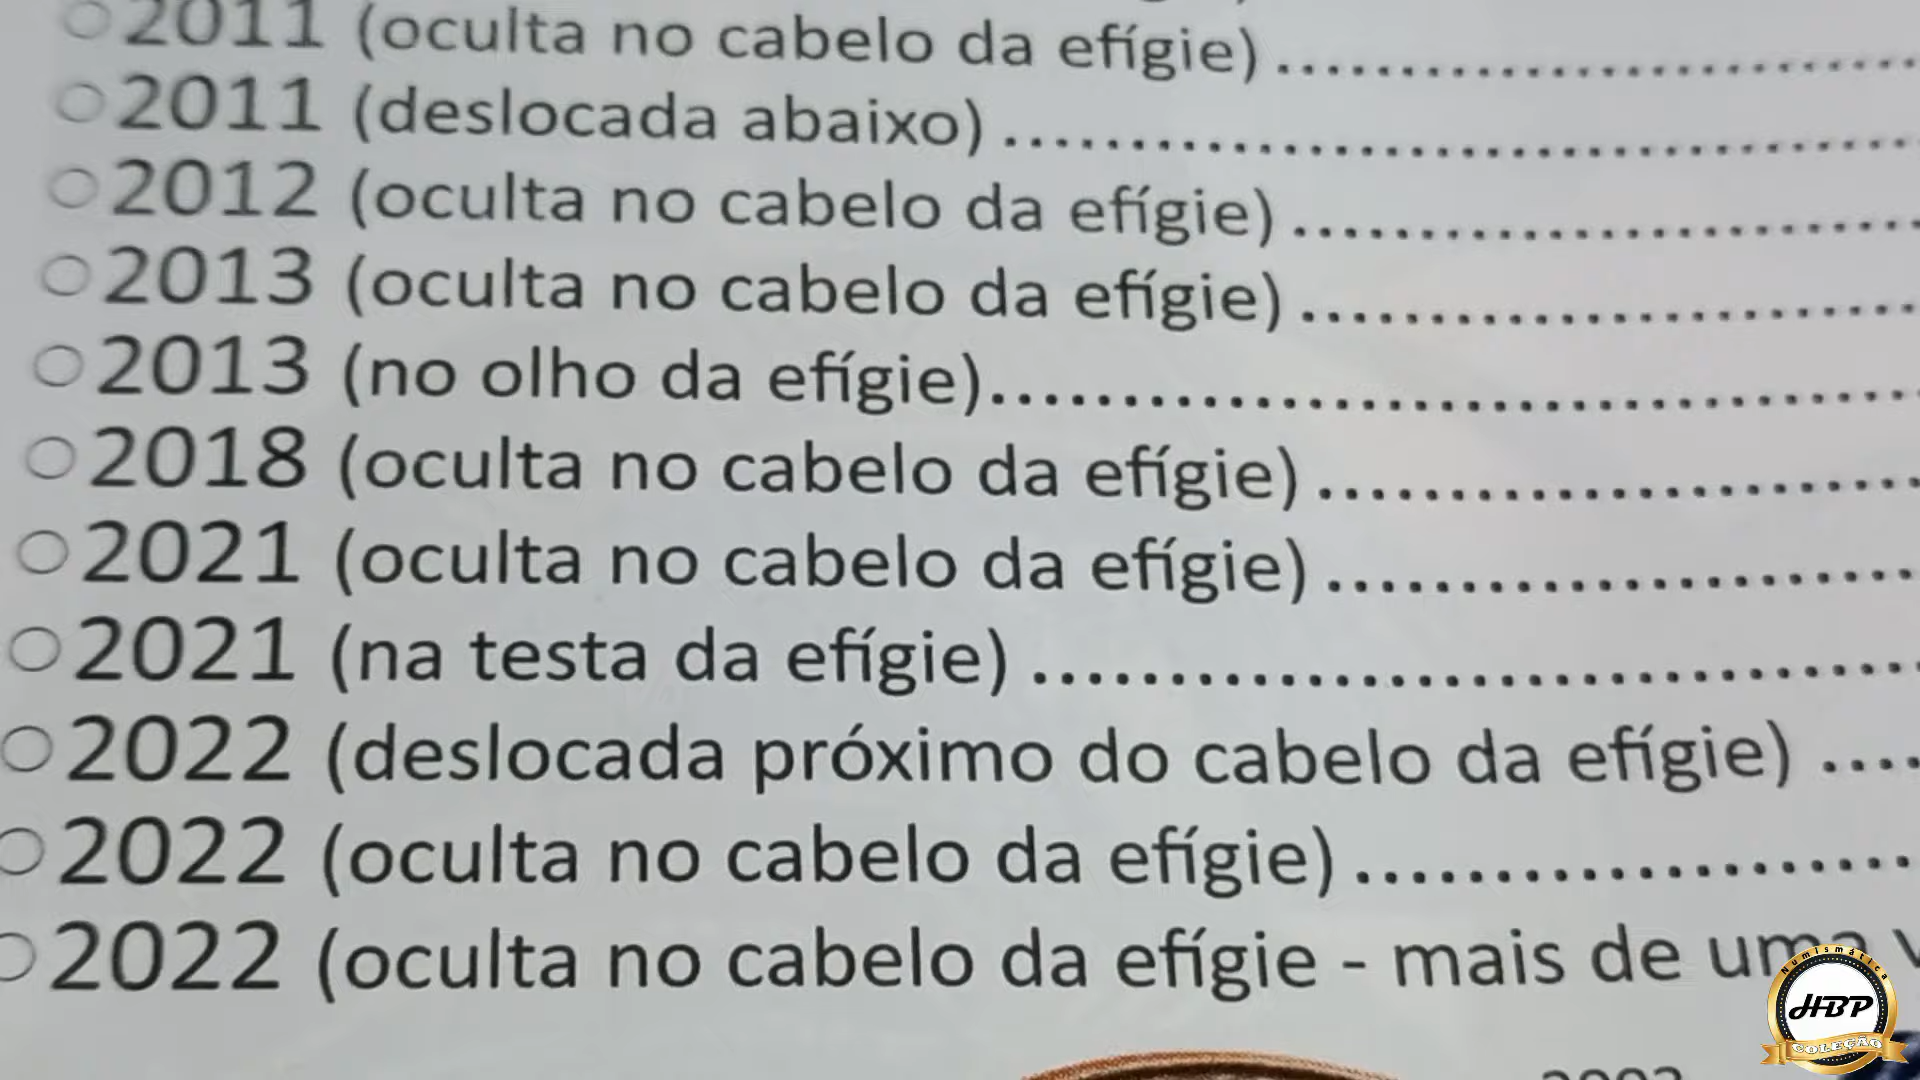 2011 (oculta no cabelo da efígie) ........................
2011 (deslocada abaixo) ....................................
2012 (oculta no cabelo da efígie) ........................
2013 (oculta no cabelo da efígie) ........................
2013 (no olho da efígie)...................................
2018 (oculta no cabelo da efígie) .......................
2021 (oculta no cabelo da efígie) ......................
2021 (na testa da efígie) .................................
2022 (deslocada próximo do cabelo da efígie) ....
2022 (oculta no cabelo da efígie) ....................
2022 (oculta no cabelo da efígie - mais de uma
Numismática
HBP
COLEÇÃO